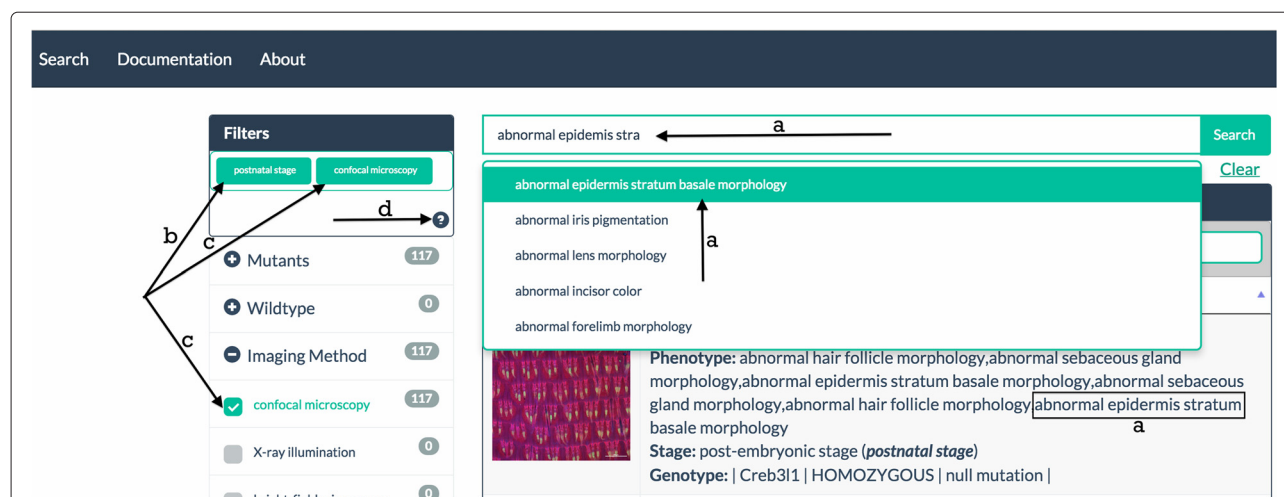 Search Documentation About
Filters
postnatal stage confocal microscopy
d
b
c
Mutants 117
Wildtype 0
Imaging Method 117
c
confocal microscopy 117
X-ray illumination 0
0
abnormal epidemis stra a Search
Clear
abnormal epidermis stratum basale morphology
abnormal iris pigmentation
a
abnormal lens morphology
abnormal incisor color
abnormal forelimb morphology
Phenotype: abnormal hair follicle morphology,abnormal sebaceous gland
morphology,abnormal epidermis stratum basale morphology,abnormal sebaceous
gland morphology,abnormal hair follicle morphology,abnormal epidermis stratum
basale morphology
a
Stage: post-embryonic stage (postnatal stage)
Genotype: | Creb3l1 | HOMOZYGOUS | null mutation |